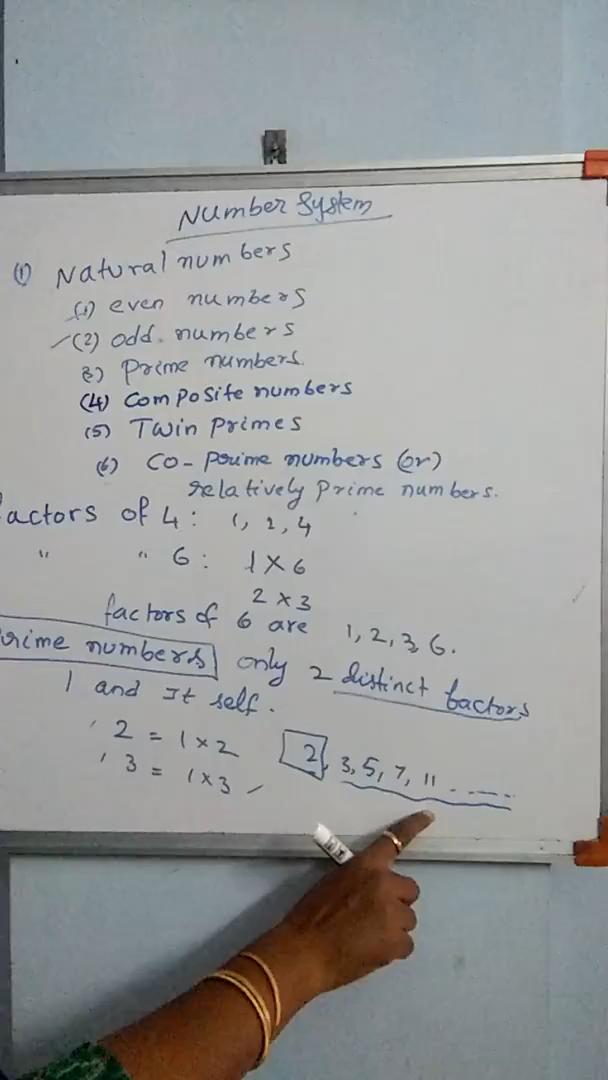 Number System
(1) Natural numbers
(1) even numbers
(2) odd. numbers
3) Prime numbers.
(4) Composite numbers
(5) Twin primes
(6) Co-prime numbers (or)
relatively prime numbers.
actors of 4: 1, 2, 4
" " 6: 1 x 6
2 x 3
factors of 6 are 1, 2, 3, 6.
rime numbers only 2 distinct factors
1 and It self.
2 = 1 x 2
3 = 1 x 3
2, 3, 5, 7, 11 ......